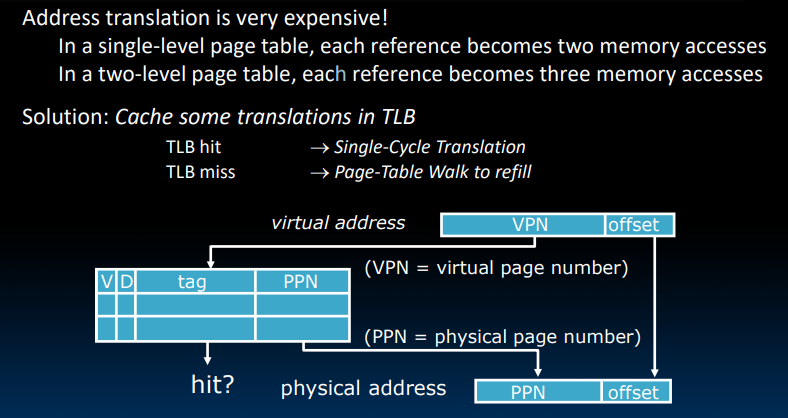 Address translation is very expensive!
In a single-level page table, each reference becomes two memory accesses
In a two-level page table, each reference becomes three memory accesses
Solution: Cache some translations in TLB
TLB hit → Single-Cycle Translation
TLB miss → Page-Table Walk to refill
virtual address VPN offset
(VPN = virtual page number)
V D tag PPN
(PPN = physical page number)
hit? physical address PPN offset